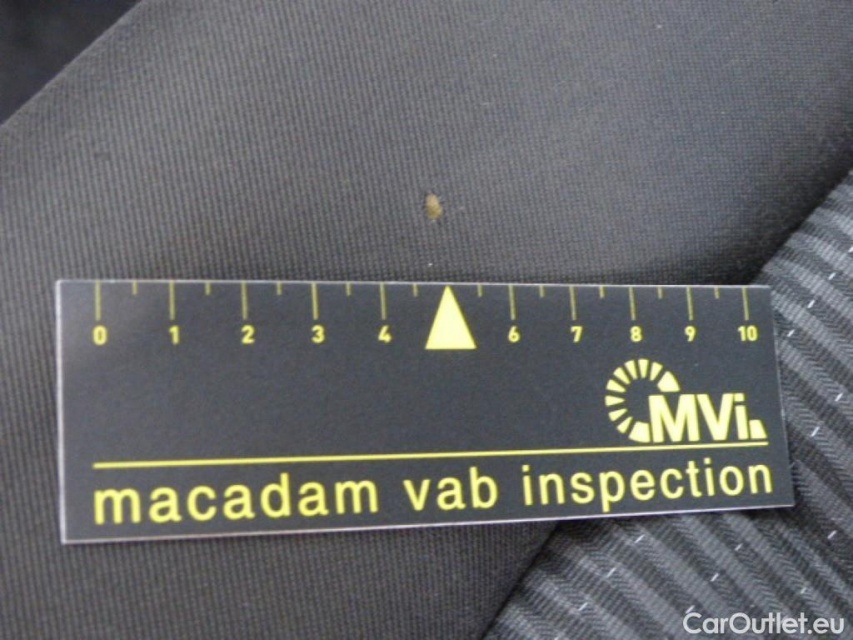 0 1 2 3 4 6 7 8 9 10
MVi
macadam vab inspection
CarOutlet.eu